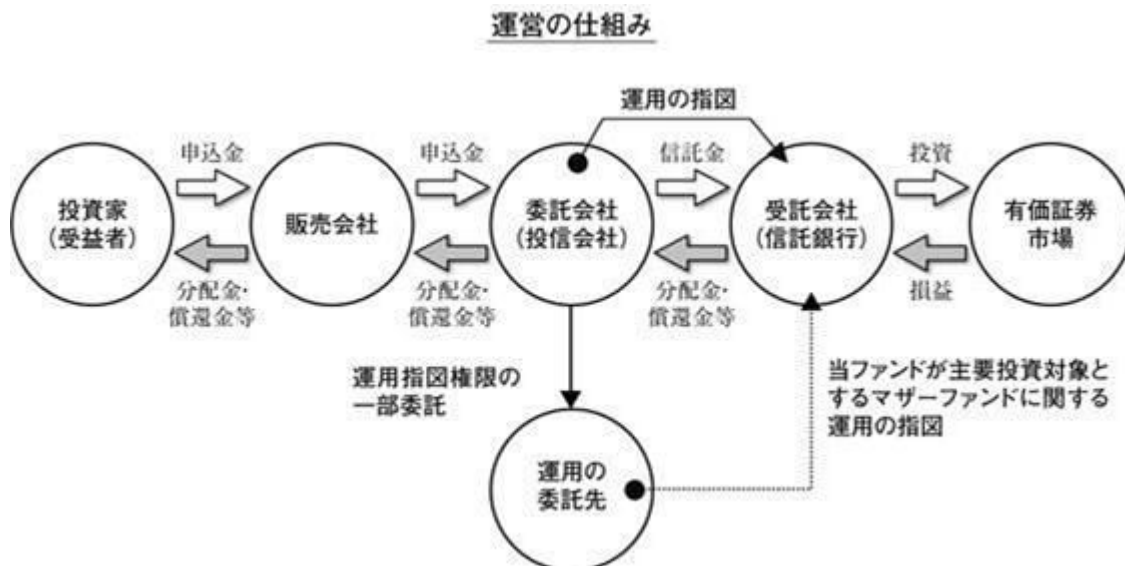 運営の仕組み
運用の指図
申込金
申込金
信託金
投資
投資家
(受益者)
販売会社
委託会社
(投信会社)
受託会社
(信託銀行)
有価証券
市場
分配金・
償還金等
分配金・
償還金等
分配金・
償還金等
損益
運用指図権限の
一部委託
当ファンドが主要投資対象と
するマザーファンドに関する
運用の指図
運用の
委託先